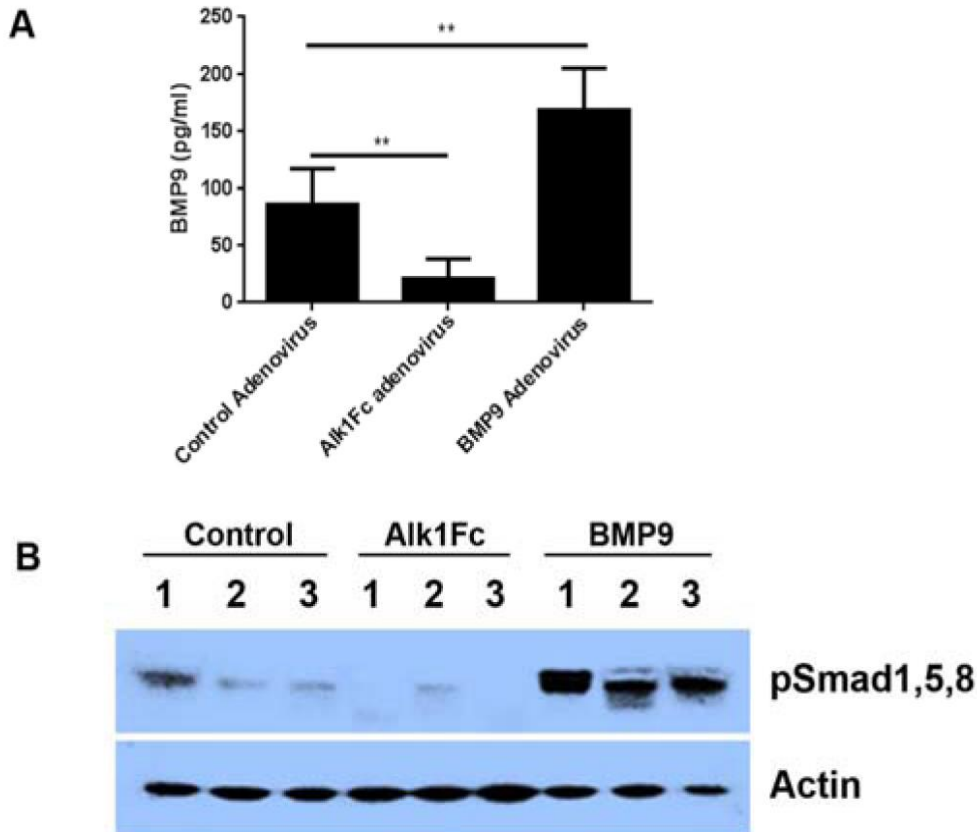 A
BMP9 (pg/ml)
250
200
150
100
50
0
**
**
Control Adenovirus
Alk1Fc adenovirus
BMP9 Adenovirus
B
Control Alk1Fc BMP9
1 2 3 1 2 3 1 2 3
pSmad1,5,8
Actin